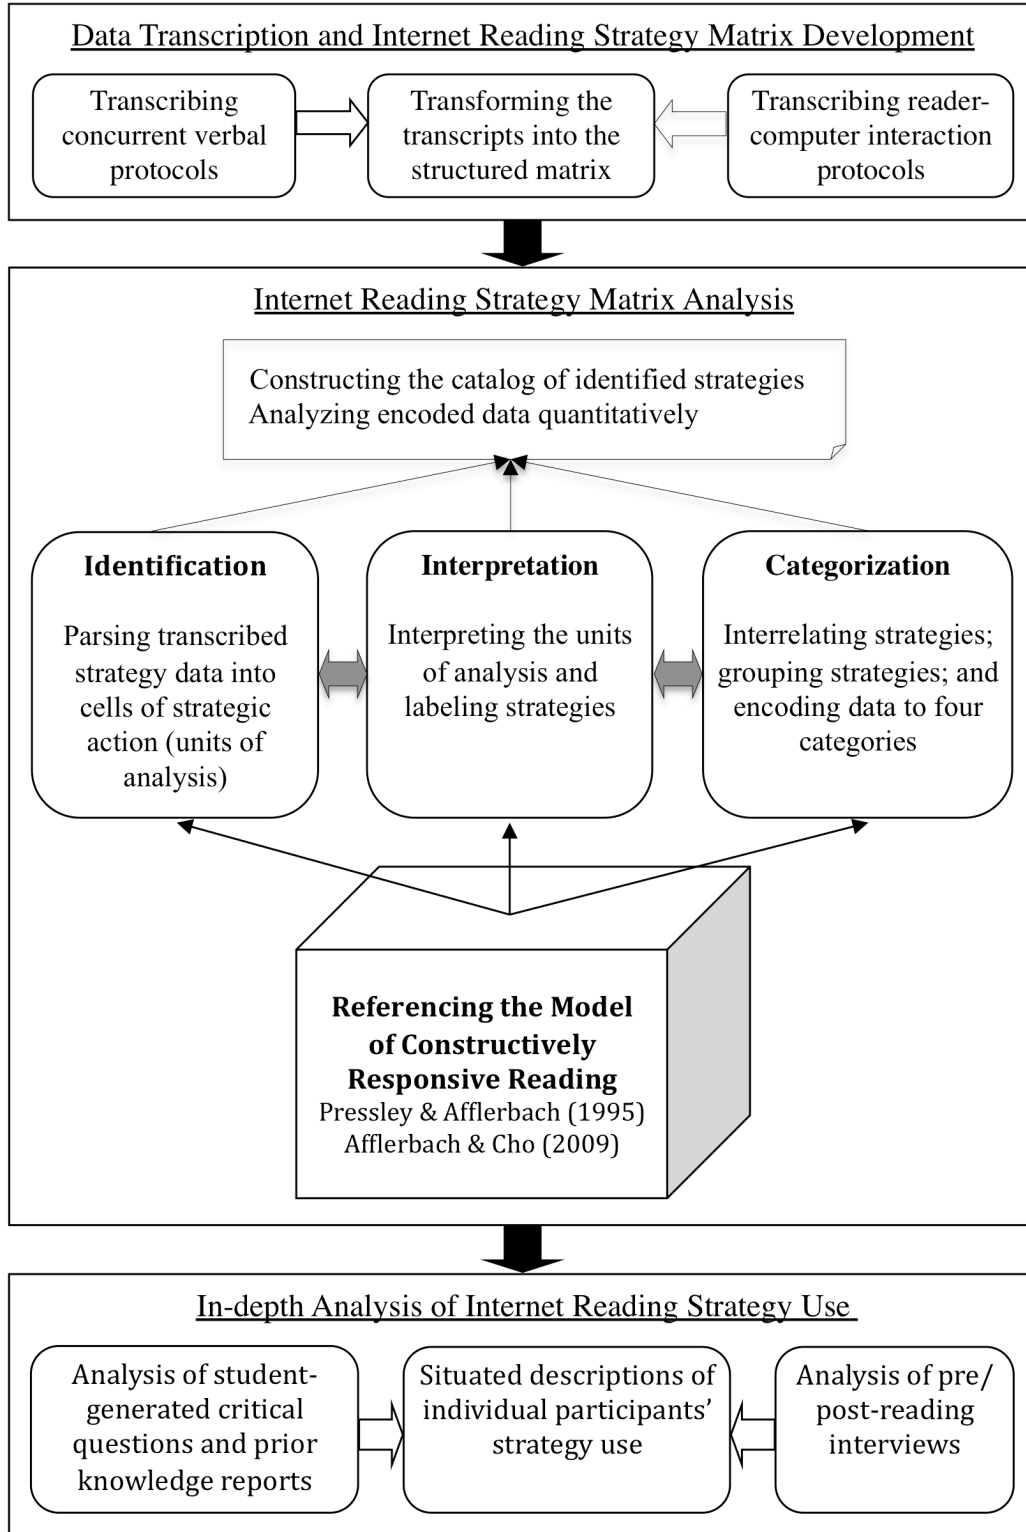 Data Transcription and Internet Reading Strategy Matrix Development
Transcribing
concurrent verbal
protocols
Transforming the
transcripts into the
structured matrix
Transcribing reader-
computer interaction
protocols
Internet Reading Strategy Matrix Analysis
Constructing the catalog of identified strategies
Analyzing encoded data quantitatively
Identification
Parsing transcribed
strategy data into
cells of strategic
action (units of
analysis)
Interpretation
Interpreting the units
of analysis and
labeling strategies
Categorization
Interrelating strategies;
grouping strategies; and
encoding data to four
categories
Referencing the Model
of Constructively
Responsive Reading
Pressley & Afflerbach (1995)
Afflerbach & Cho (2009)
In-depth Analysis of Internet Reading Strategy Use
Analysis of student-
generated critical
questions and prior
knowledge reports
Situated descriptions of
individual participants’
strategy use
Analysis of pre/
post-reading
interviews